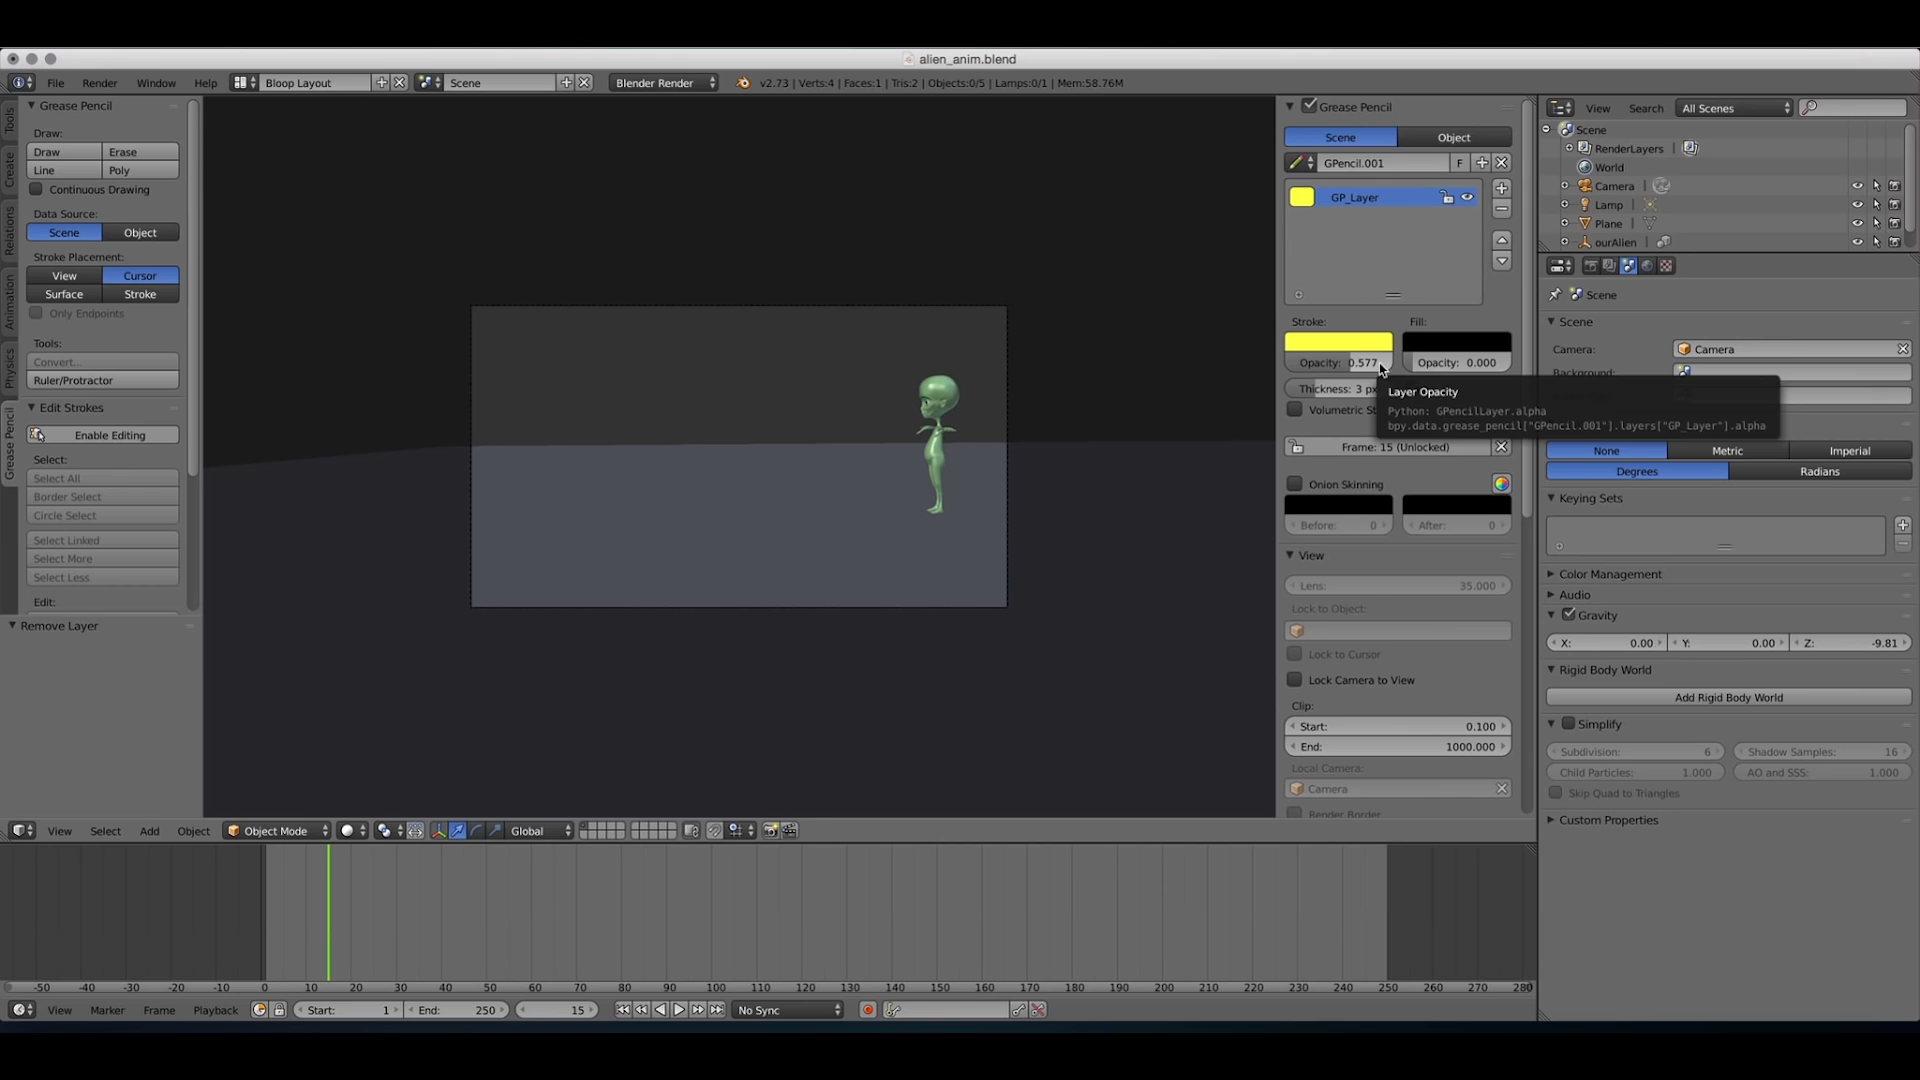 alien_anim.blend
File Render Window Help Bloop Layout Scene Blender Render v2.73 | Verts:4 | Faces:1 | Tris:2 | Objects:0/5 | Lamps:0/1 | Mem:58.76M
Tools
Create
Relations
Animation
Physics
Grease Pencil
Grease Pencil
Draw:
Draw Erase
Line Poly
Continuous Drawing
Data Source:
Scene Object
Stroke Placement:
View Cursor
Surface Stroke
Only Endpoints
Tools:
Convert...
Ruler/Protractor
Edit Strokes
Enable Editing
Select:
Select All
Border Select
Circle Select
Select Linked
Select More
Select Less
Edit:
Remove Layer
Grease Pencil
Scene Object
GPencil.001 F
GP_Layer
Stroke: Fill:
Opacity: 0.577 Opacity: 0.000
Thickness: 3 px
Volumetric St
Layer Opacity
Python: GPencilLayer.alpha
bpy.data.grease_pencil["GPencil.001"].layers["GP_Layer"].alpha
Frame: 15 (Unlocked)
Onion Skinning
Before: 0 After: 0
View
Lens: 35.000
Lock to Object:
Lock to Cursor
Lock Camera to View
Clip:
Start: 0.100
End: 1000.000
Local Camera:
Camera
Render Border
View Search All Scenes
Scene
RenderLayers
World
Camera
Lamp
Plane
ourAlien
Scene
Scene
Camera: Camera
Background:
None Metric Imperial
Degrees Radians
Keying Sets
Color Management
Audio
Gravity
X: 0.00 Y: 0.00 Z: -9.81
Rigid Body World
Add Rigid Body World
Simplify
Subdivision: 6 Shadow Samples: 16
Child Particles: 1.000 AO and SSS: 1.000
Skip Quad to Triangles
Custom Properties
View Select Add Object Object Mode Global
-50 -40 -30 -20 -10 0 10 20 30 40 50 60 70 80 90 100 110 120 130 140 150 160 170 180 190 200 210 220 230 240 250 260 270 280
View Marker Frame Playback Start: 1 End: 250 15 No Sync